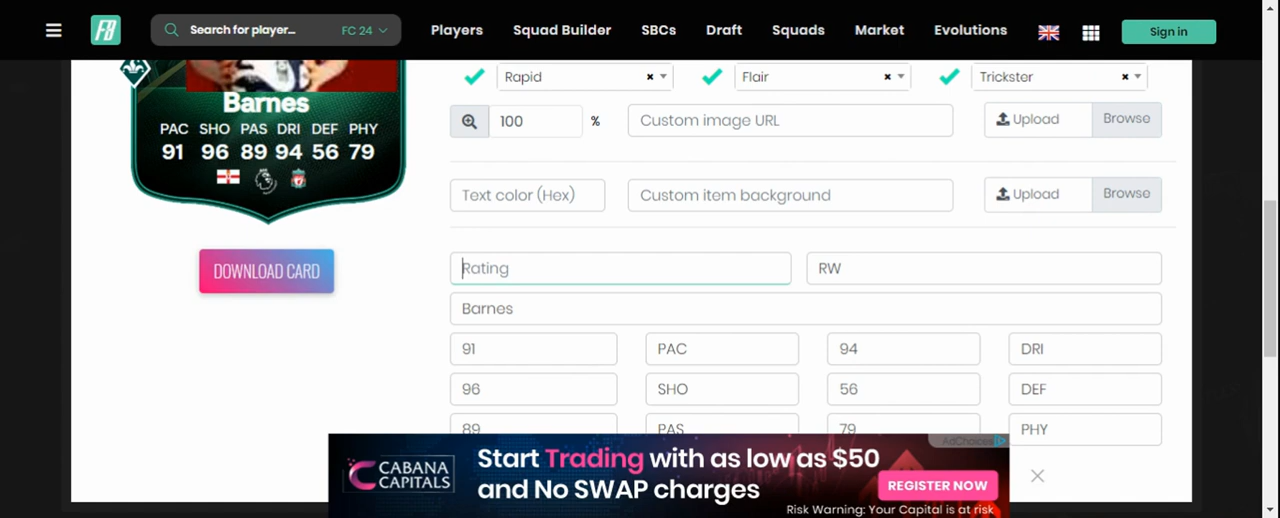 F8 Search for player... FC 24 Players Squad Builder SBCs Draft Squads Market Evolutions Sign in
Barnes
PAC SHO PAS DRI DEF PHY
91 96 89 94 56 79
DOWNLOAD CARD
Rapid × Flair × Trickster ×
100 % Custom image URL Upload Browse
Text color (Hex) Custom item background Upload Browse
Rating RW
Barnes
91 PAC 94 DRI
96 SHO 56 DEF
89 PAS 79 PHY
AdChoices
CABANA CAPITALS
Start Trading with as low as $50
and No SWAP charges
REGISTER NOW
Risk Warning: Your Capital is at risk